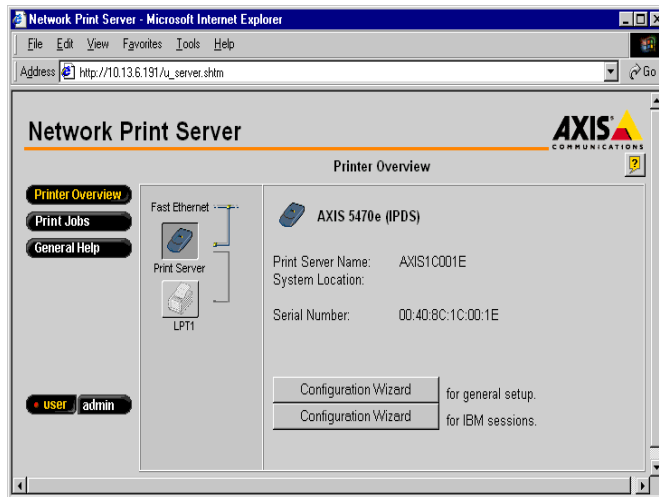 Network Print Server - Microsoft Internet Explorer
File Edit View Favorites Tools Help
Address http://10.13.6.191/u_server.shtm Go
Network Print Server
AXIS
COMMUNICATIONS
Printer Overview
?
Printer Overview
Print Jobs
General Help
Fast Ethernet
Print Server
LPT1
AXIS 5470e (IPDS)
Print Server Name: AXIS1C001E
System Location:
Serial Number: 00:40:8C:1C:00:1E
Configuration Wizard for general setup.
Configuration Wizard for IBM sessions.
user admin